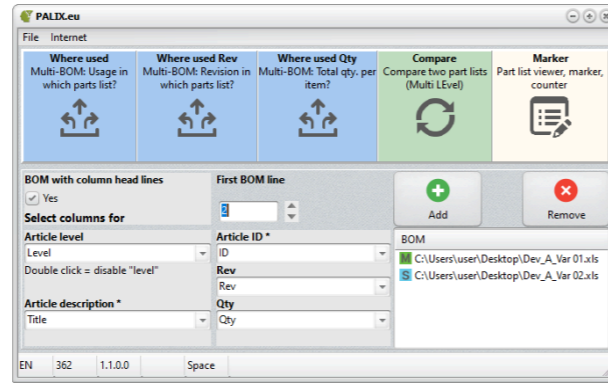 PALIX.eu
File Internet
Where used
Multi-BOM: Usage in
which parts list?
Where used Rev
Multi-BOM: Revision in
which parts list?
Where used Qty
Multi-BOM: Total qty. per
item?
Compare
Compare two part lists
(Multi LEvel)
Marker
Part list viewer, marker,
counter
BOM with column head lines
Yes
Select columns for
First BOM line
2
Add
Remove
Article level
Level
Double click = disable "level"
Article description *
Title
Article ID *
ID
Rev
Rev
Qty
Qty
BOM
M C:\Users\user\Desktop\Dev_A_Var 01.xls
S C:\Users\user\Desktop\Dev_A_Var 02.xls
EN 362 1.1.0.0 Space